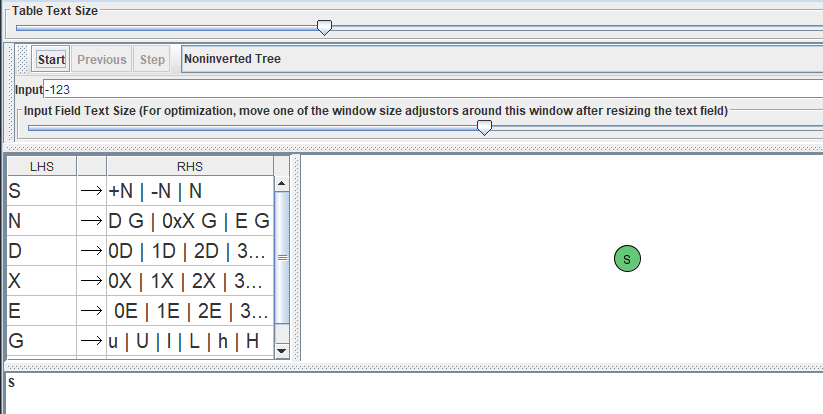 Table Text Size
Start Previous Step Noninverted Tree
Input -123
Input Field Text Size (For optimization, move one of the window size adjustors around this window after resizing the text field)
LHS RHS
S → +N | -N | N
N → D G | 0xX G | E G
D → 0D | 1D | 2D | 3...
X → 0X | 1X | 2X | 3...
E → 0E | 1E | 2E | 3...
G → u | U | l | L | h | H
S
S